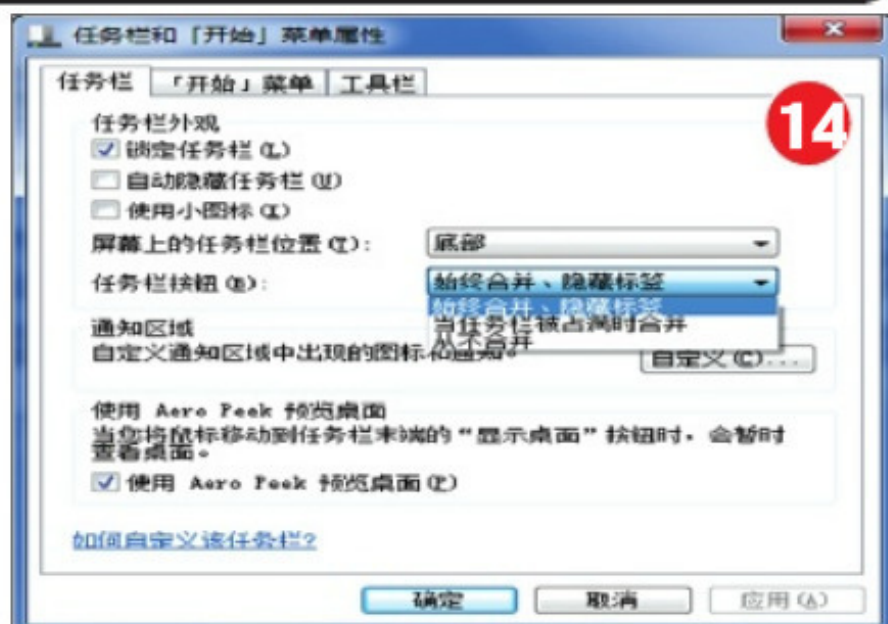 任务栏和「开始」菜单属性
任务栏 「开始」菜单 工具栏
14
任务栏外观
锁定任务栏(L)
自动隐藏任务栏(U)
使用小图标(I)
屏幕上的任务栏位置(T): 底部
任务栏按钮(B): 始终合并、隐藏标签
始终合并、隐藏标签
当任务栏被占满时合并
从不合并
通知区域
自定义通知区域中出现的图标和通知。
自定义(C)...
使用 Aero Peek 预览桌面
当您将鼠标移动到任务栏末端的“显示桌面”按钮时，会暂时
查看桌面。
使用 Aero Peek 预览桌面(P)
如何自定义该任务栏?
确定 取消 应用(A)